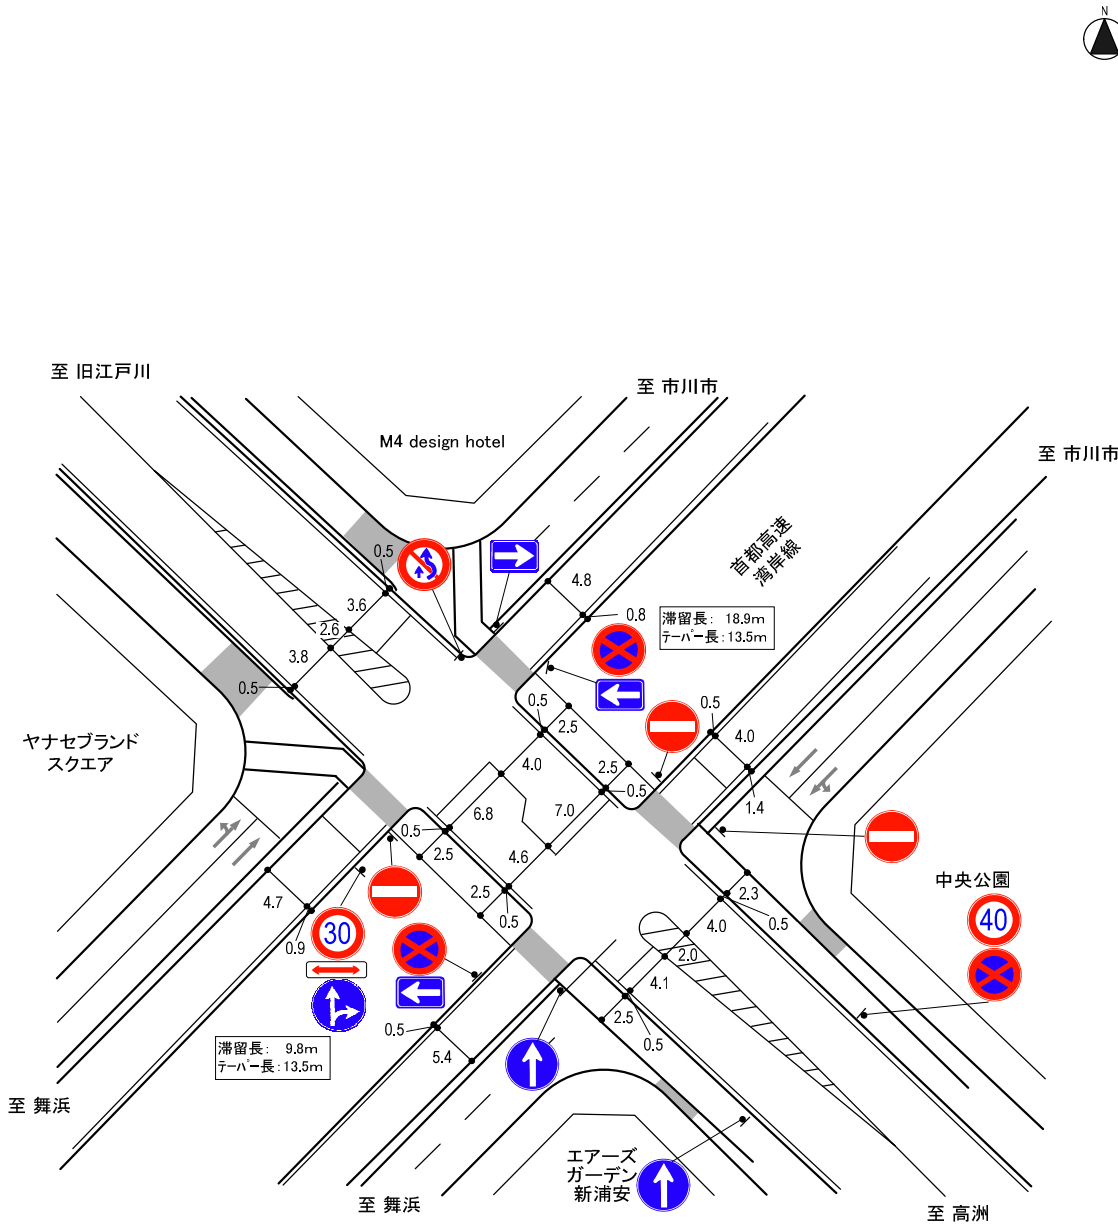 N
至 旧江戸川
至 市川市
M4 design hotel
至 市川市
首都高速
湾岸線
0.5
4.8
3.6
0.8
滞留長: 18.9m
テーパー長:13.5m
2.6
3.8
0.5
0.5
2.5
0.5
4.0
ヤナセブランド
スクエア
4.0
2.5
0.5
7.0
1.4
6.8
0.5
2.5
4.6
中央公園
40
2.3
4.7
2.5
0.5
0.5
4.0
0.9
30
2.0
4.1
2.5
0.5
0.5
5.4
滞留長: 9.8m
テーパー長:13.5m
至 舞浜
エアーズ
ガーデン
新浦安
至 舞浜
至 高洲